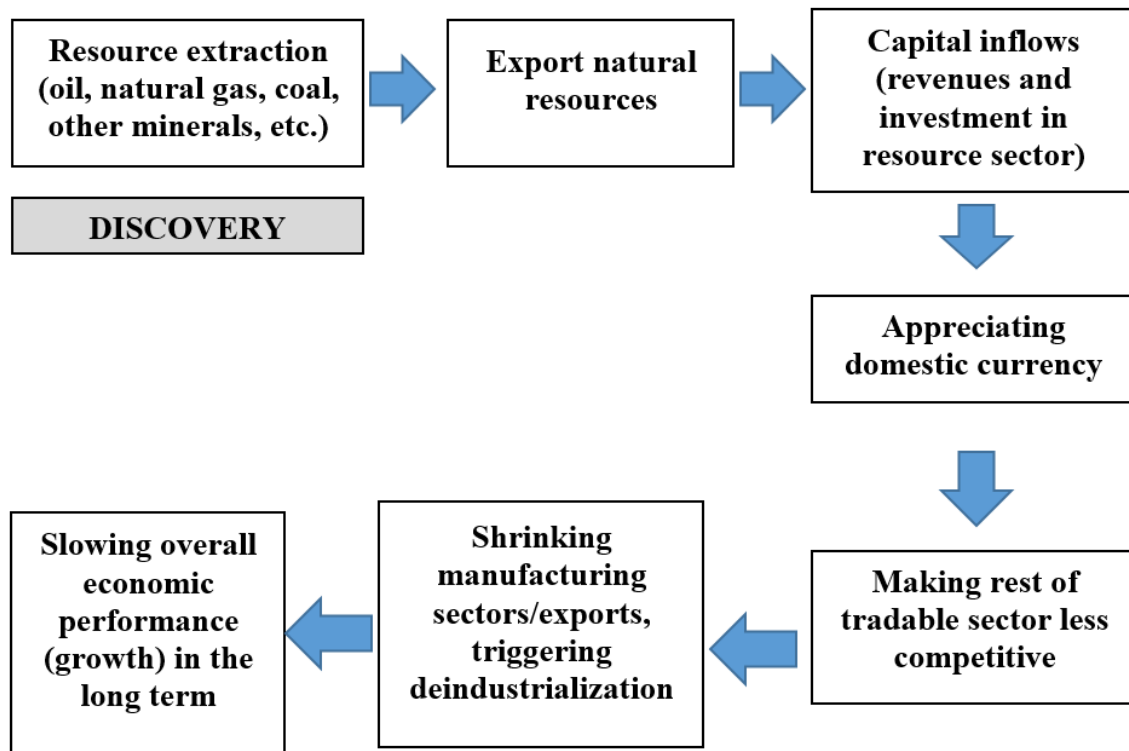 Resource extraction
(oil, natural gas, coal,
other minerals, etc.)
DISCOVERY
Export natural
resources
Capital inflows
(revenues and
investment in
resource sector)
Appreciating
domestic currency
Making rest of
tradable sector less
competitive
Shrinking
manufacturing
sectors/exports,
triggering
deindustrialization
Slowing overall
economic
performance
(growth) in the
long term